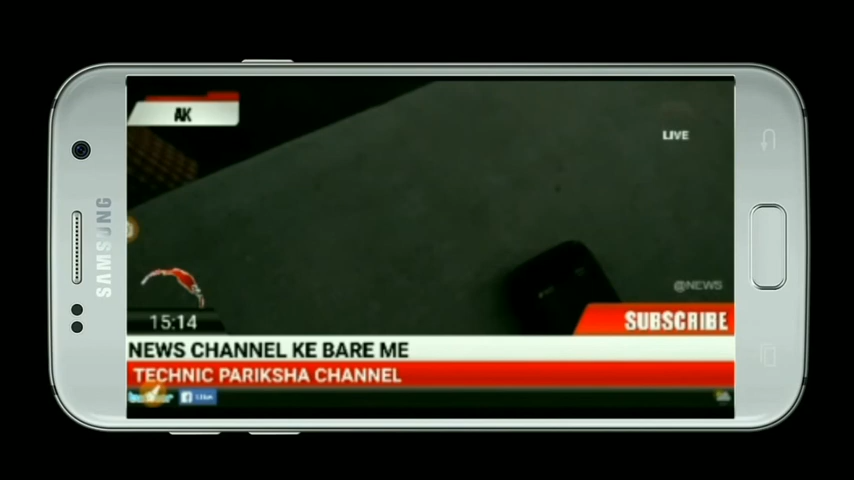 AK
LIVE
SAMSUNG
@NEWS
15:14
SUBSCRIBE
NEWS CHANNEL KE BARE ME
TECHNIC PARIKSHA CHANNEL